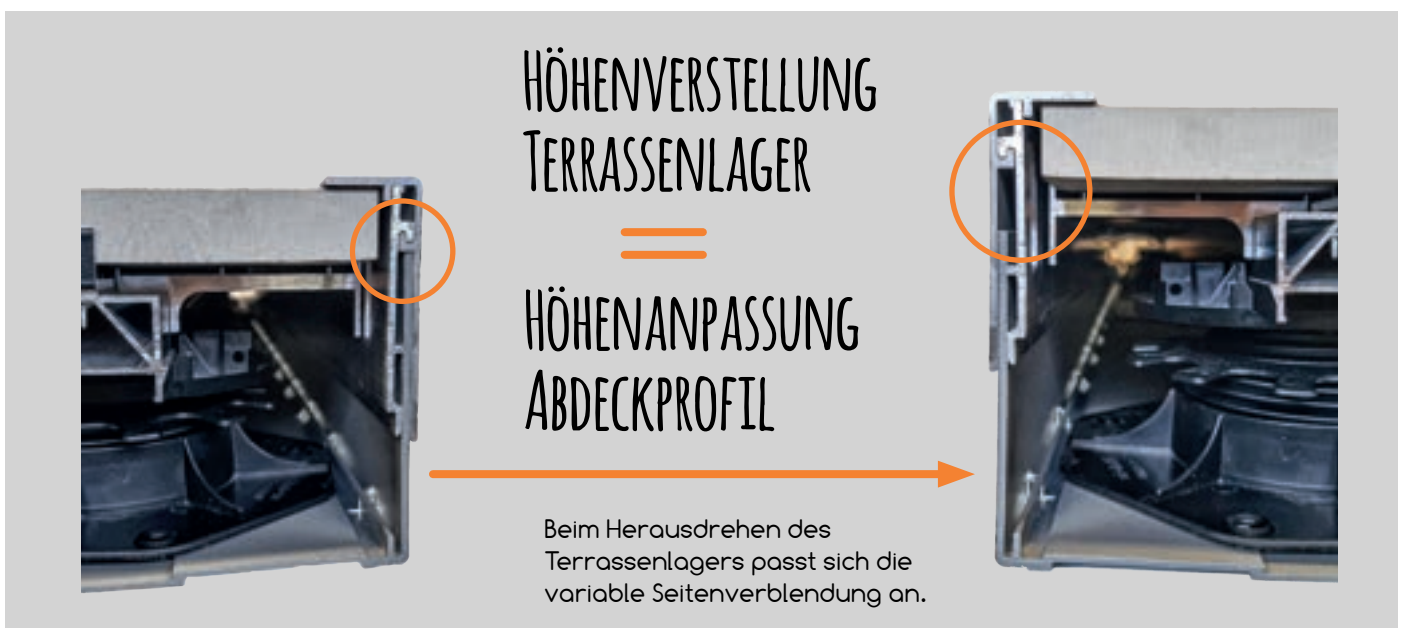 HÖHENVERSTELLUNG
TERRASSENLAGER
=
HÖHENANPASSUNG
ABDECKPROFIL
Beim Herausdrehen des
Terrassenlagers passt sich die
variable Seitenverblendung an.